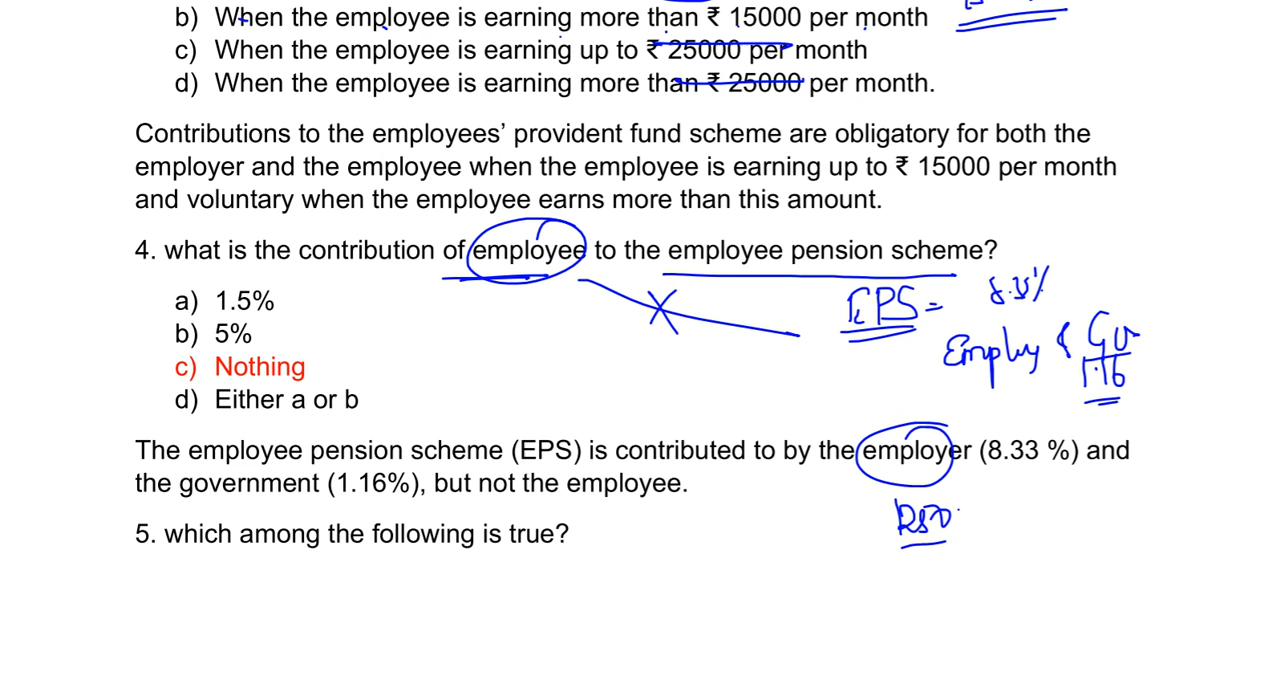 b) When the employee is earning more than ₹ 15000 per month
c) When the employee is earning up to ₹ 25000 per month
d) When the employee is earning more than ₹ 25000 per month.
Contributions to the employees’ provident fund scheme are obligatory for both the
employer and the employee when the employee is earning up to ₹ 15000 per month
and voluntary when the employee earns more than this amount.
4. what is the contribution of employee to the employee pension scheme?
a) 1.5%
EPS =
b) 5%
c) Nothing
1.16
d) Either a or b
The employee pension scheme (EPS) is contributed to by the employer (8.33 %) and
the government (1.16%), but not the employee.
5. which among the following is true?